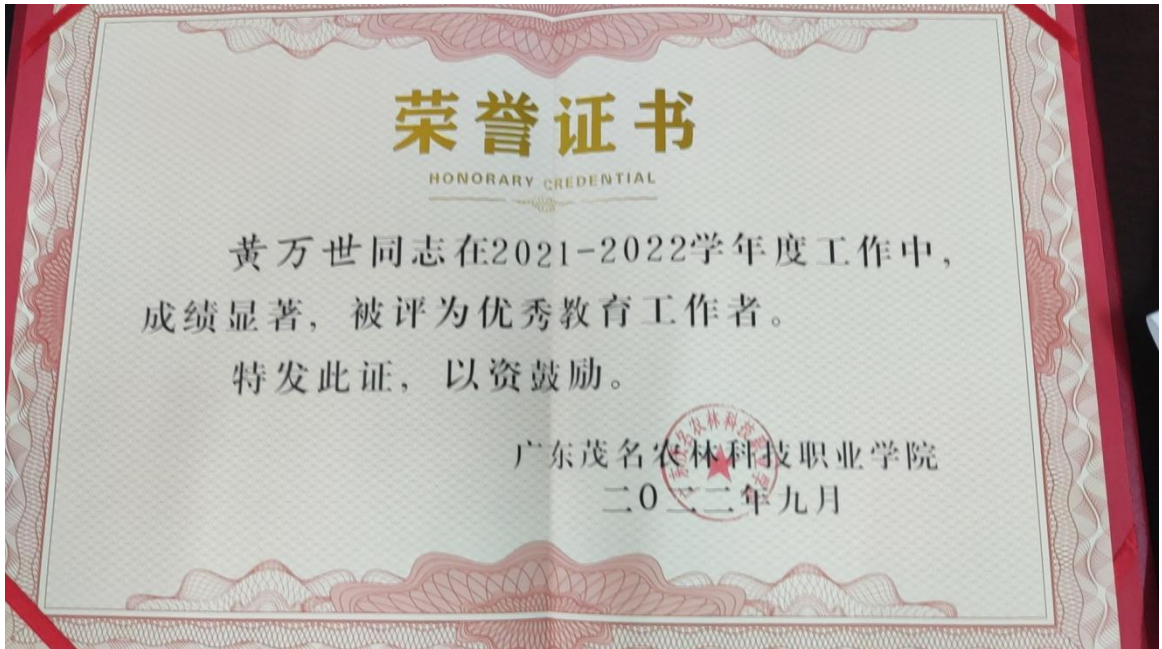 荣誉证书
HONORARY CREDENTIAL
黄万世同志在2021-2022学年度工作中，
成绩显著，被评为优秀教育工作者。
特发此证，以资鼓励。
广东茂名农林科技职业学院
二0二二年九月